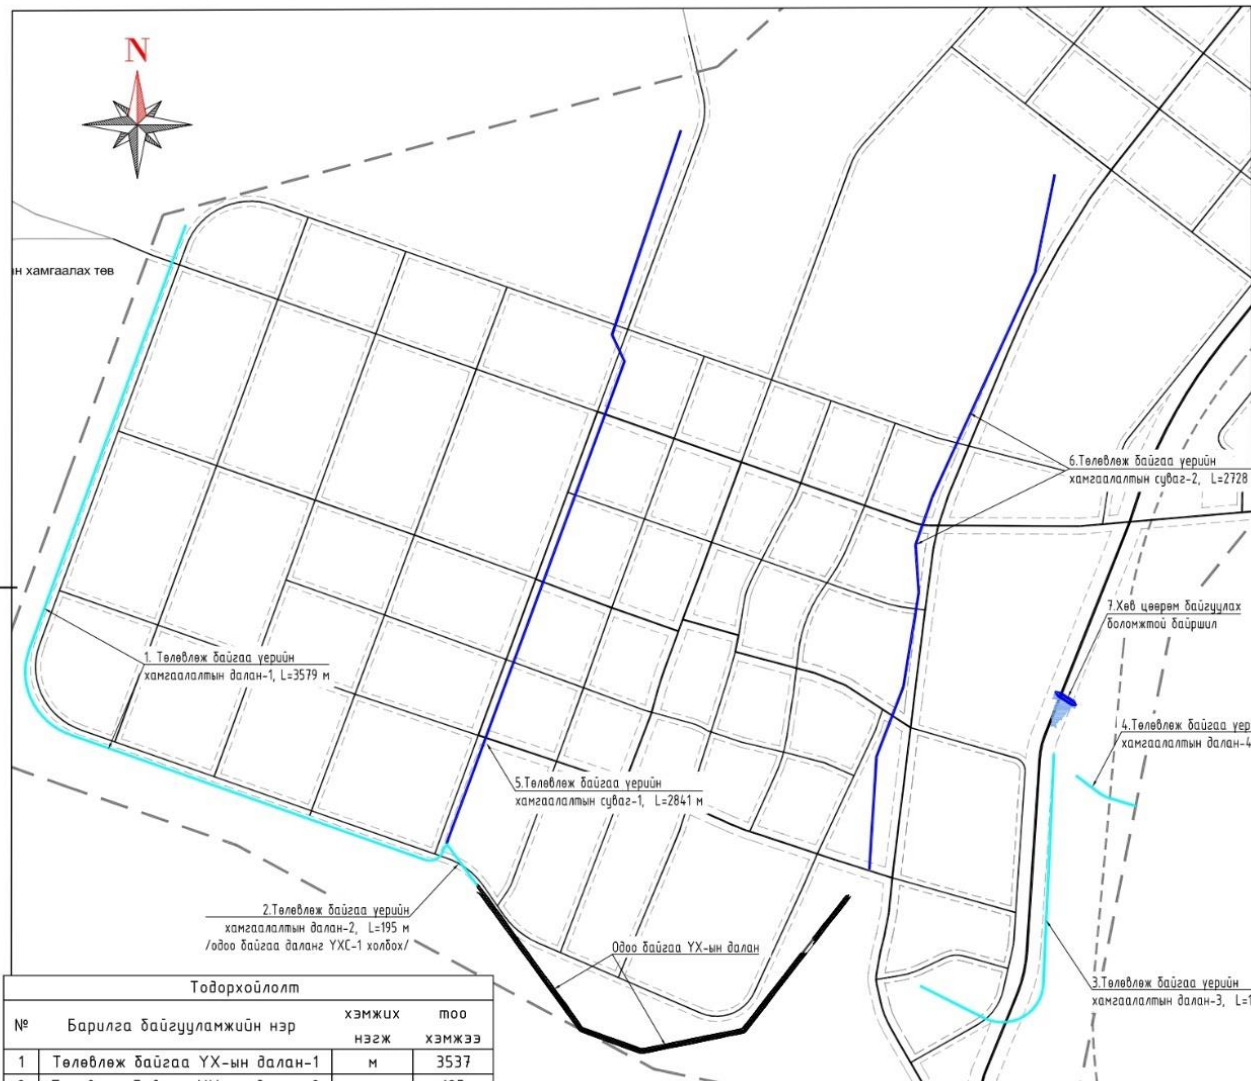 N
н хамгаалах төв
6.Төлөвлөж байгаа үерийн
хамгаалалтын суваг-2, L=2728
7.Хөв цөөрөм байгуулах
боломжтой байршил
1. Төлөвлөж байгаа үерийн
хамгаалалтын далан-1, L=3579 м
4.Төлөвлөж байгаа үер
хамгаалалтын далан-4
5.Төлөвлөж байгаа үерийн
хамгаалалтын суваг-1, L=2841 м
2.Төлөвлөж байгаа үерийн
хамгаалалтын далан-2, L=195 м
/одоо байгаа даланг ҮХС-1 холбох/
Одоо байгаа ҮХ-ын далан
3.Төлөвлөж байгаа үерийн
хамгаалалтын далан-3, L=1
Тодорхойлолт
№ Барилга байгууламжийн нэр хэмжих нэгж тоо хэмжээ
1 Төлөвлөж байгаа ҮХ-ын далан-1 м 3537